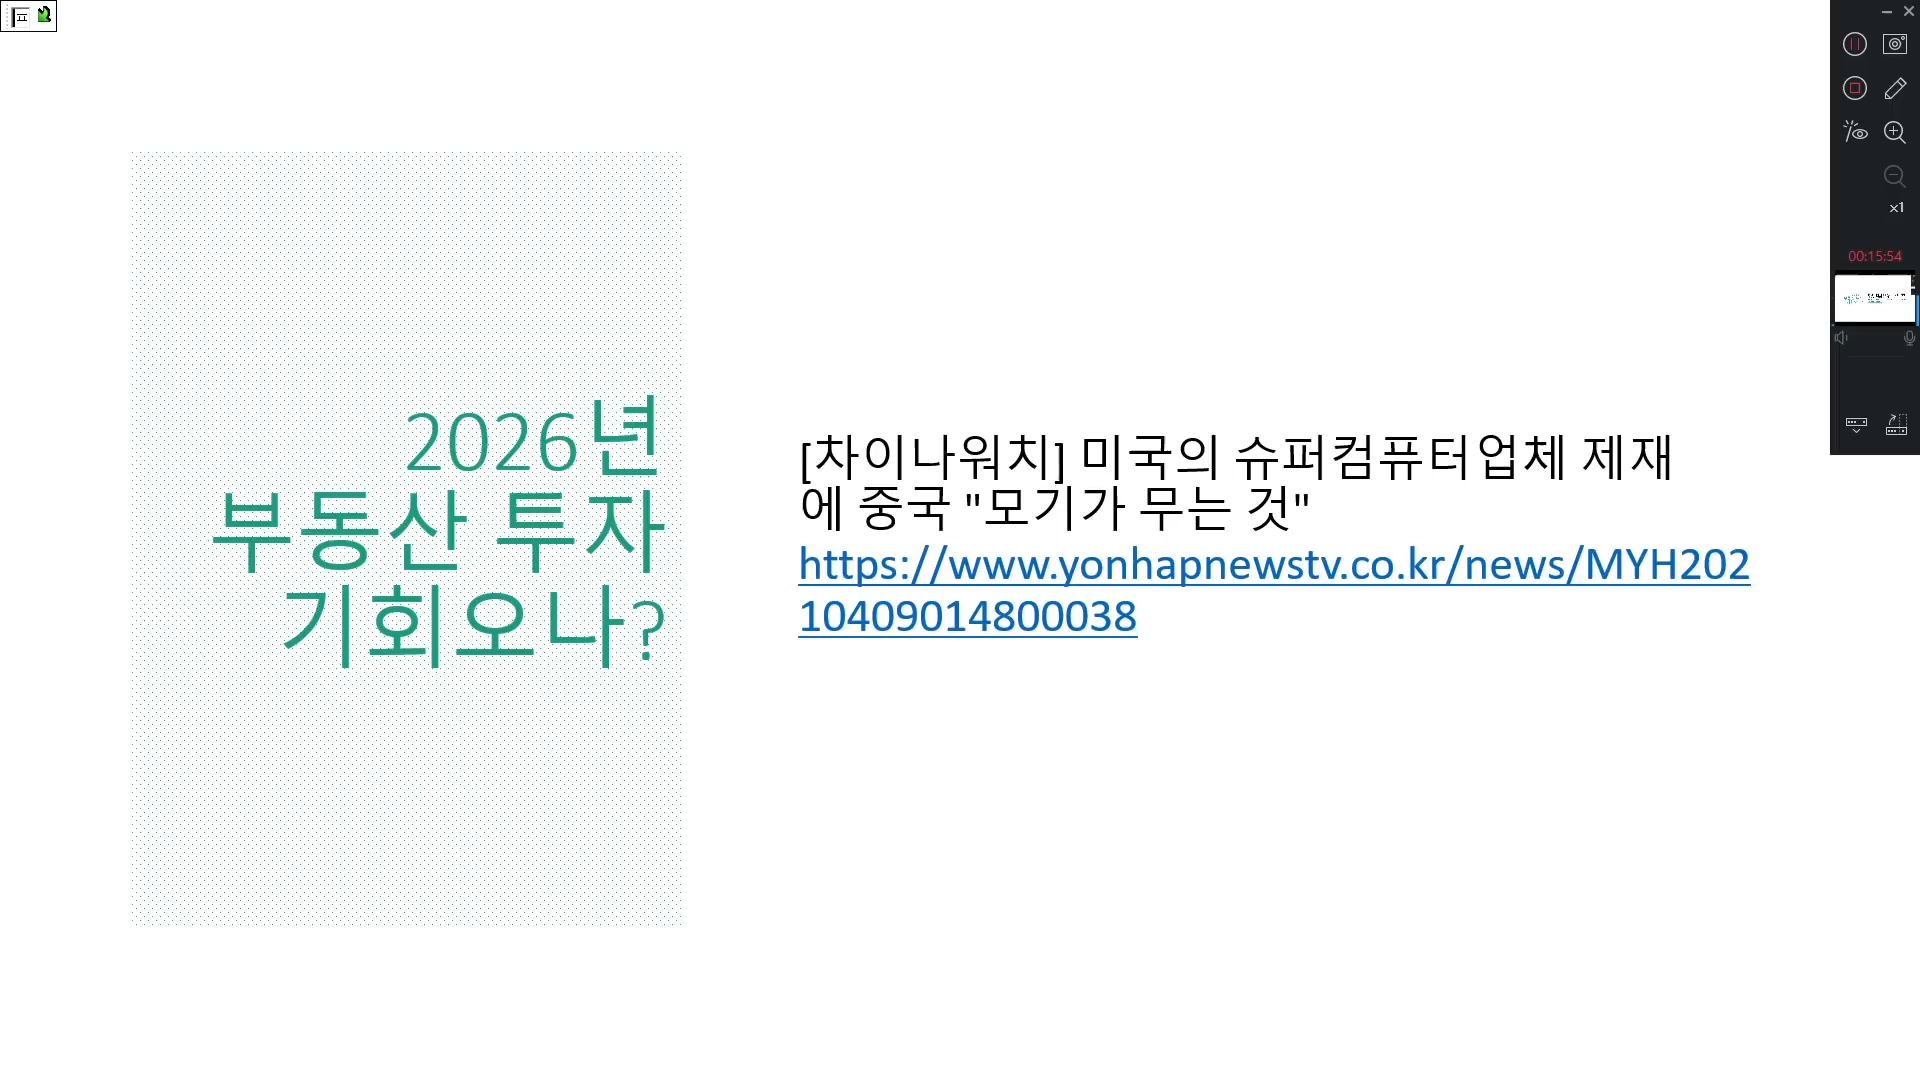 2026년
부동산 투자
기회오나?
[차이나워치] 미국의 슈퍼컴퓨터업체 제재
에 중국 "모기가 무는 것"
https://www.yonhapnewstv.co.kr/news/MYH202
10409014800038
x1
00:15:54